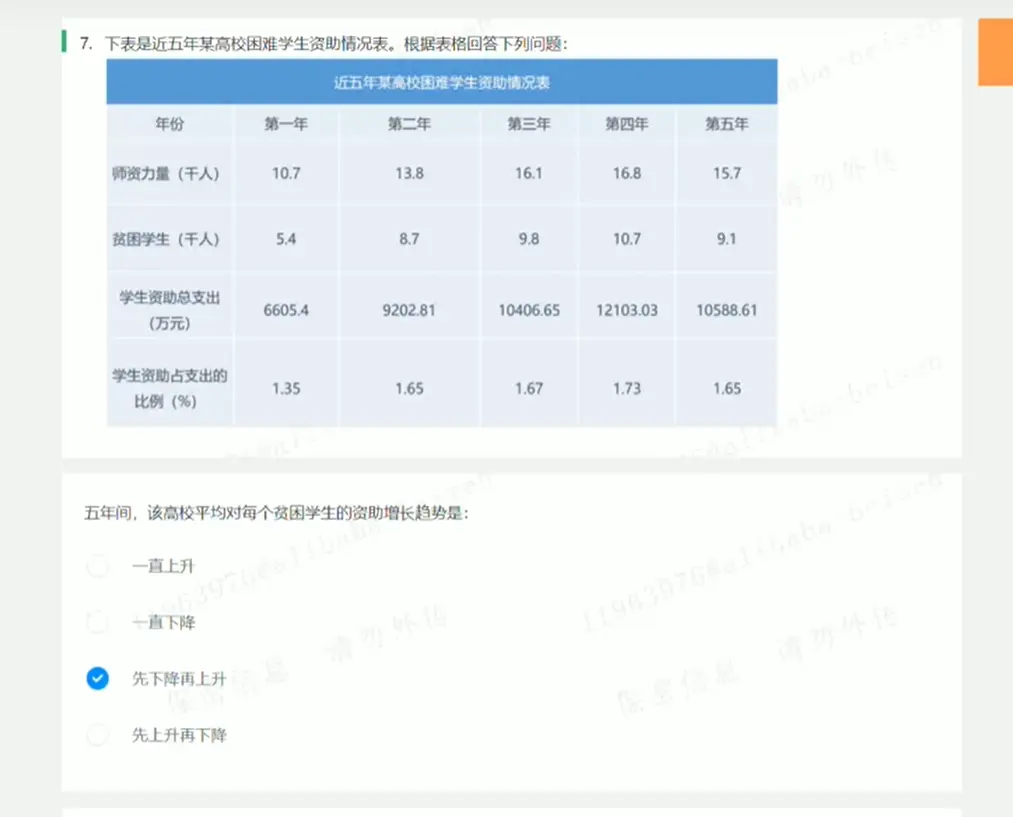 7. 下表是近五年某高校困难学生资助情况表。根据表格回答下列问题：
近五年某高校困难学生资助情况表
年份 第一年 第二年 第三年 第四年 第五年
师资力量（千人） 10.7 13.8 16.1 16.8 15.7
贫困学生（千人） 5.4 8.7 9.8 10.7 9.1
学生资助总支出
（万元） 6605.4 9202.81 10406.65 12103.03 10588.61
学生资助占支出的
比例（%） 1.35 1.65 1.67 1.73 1.65
五年间，该高校平均对每个贫困学生的资助增长趋势是：
一直上升
一直下降
先下降再上升
先上升再下降
请勿外传
请勿外传
请勿外传